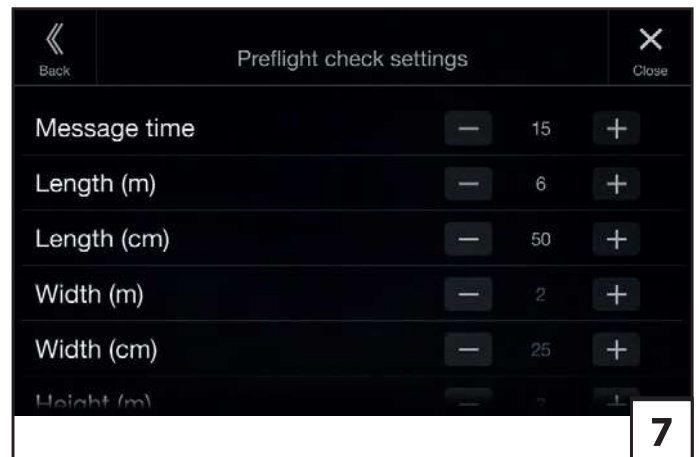 Back
Preflight check settings
Close
Message time − 15 +
Length (m) − 6 +
Length (cm) − 50 +
Width (m) − 2 +
Width (cm) − 25 +
Height (m) −
7